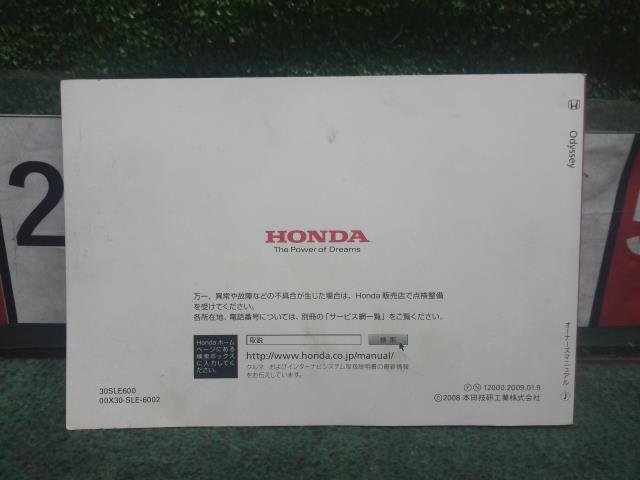 Odyssey
HONDA
The Power of Dreams
万一、異常や故障などの不具合が生じた場合は、Honda 販売店で点検整備
を受けてください。
各所在地、電話番号については、別冊の「サービス網一覧」をご覧ください。
Honda ホーム
ページにある
検索ボックス
に入力してく
ださい。
取説
検索
http://www.honda.co.jp/manual/
クルマ、およびインターナビシステム取扱説明書の最新情報
をお伝えしています。
オーナーズマニュアル
J
30SLE600
00X30-SLE-6002
ⓎⓃ 12000.2009.01.9
Ⓒ2008 本田技研工業株式会社
2
5